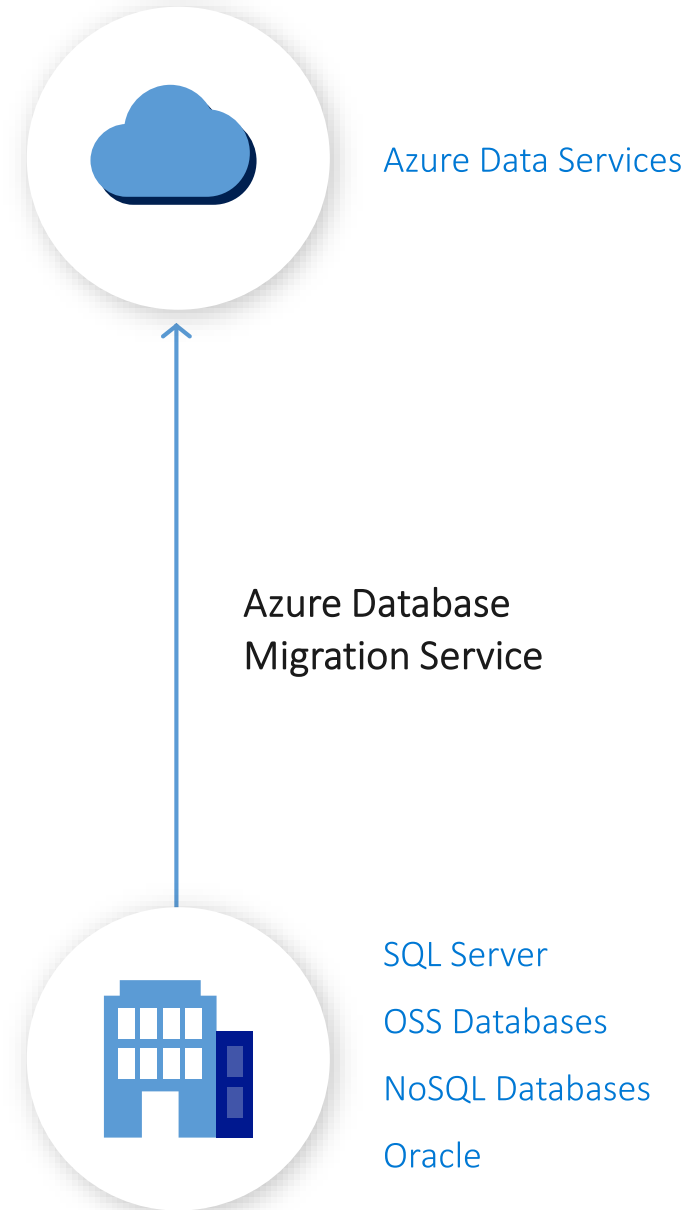 Azure Data Services
Azure Database
Migration Service
SQL Server
OSS Databases
NoSQL Databases
Oracle